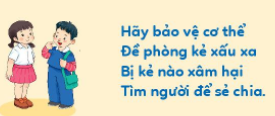 Hãy bảo vệ cơ thể
Đề phòng kẻ xấu xa
Bị kẻ nào xâm hại
Tìm người để sẻ chia.